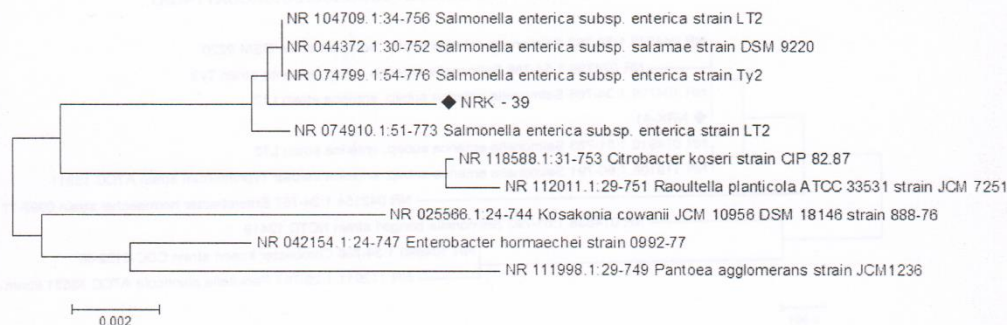 NR 104709.1:34-756 Salmonella enterica subsp. enterica strain LT2
NR 044372.1:30-752 Salmonella enterica subsp. salamae strain DSM 9220
NR 074799.1:54-776 Salmonella enterica subsp. enterica strain Ty2
NRK - 39
NR 074910.1:51-773 Salmonella enterica subsp. enterica strain LT2
NR 118588.1:31-753 Citrobacter koseri strain CIP 82.87
NR 112011.1:29-751 Raoultella planticola ATCC 33531 strain JCM 7251
NR 025566.1:24-744 Kosakonia cowanii JCM 10956 DSM 18146 strain 888-76
NR 042154.1:24-747 Enterobacter hormaechei strain 0992-77
NR 111998.1:29-749 Pantoea agglomerans strain JCM1236
0.002